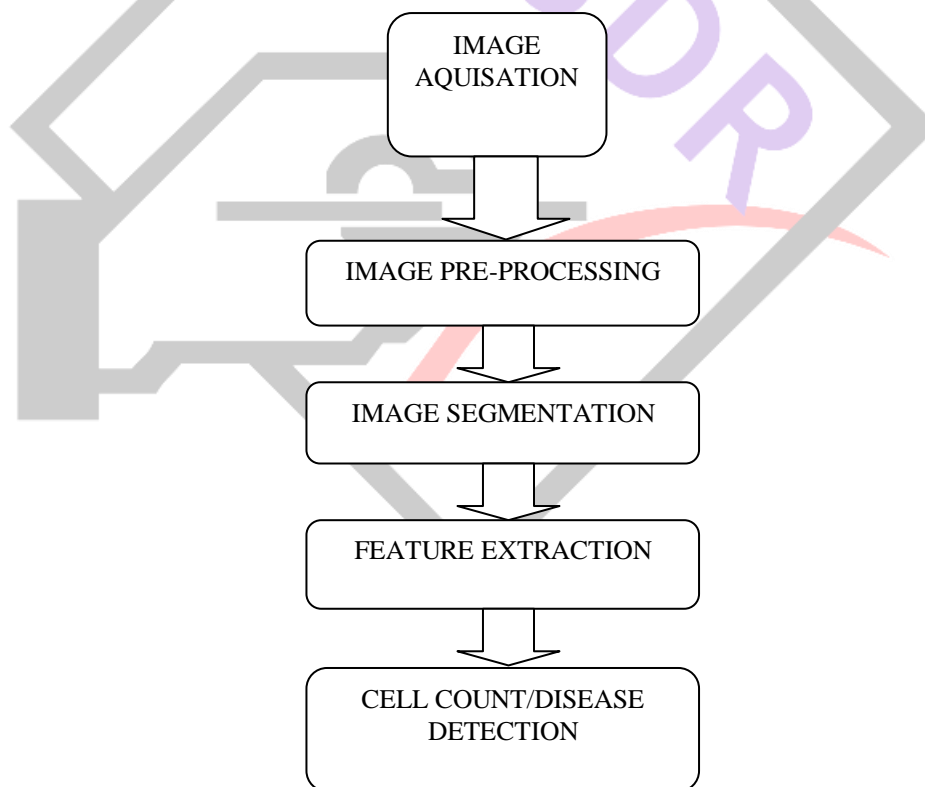 IMAGE
AQUISATION
IMAGE PRE-PROCESSING
IMAGE SEGMENTATION
FEATURE EXTRACTION
CELL COUNT/DISEASE
DETECTION